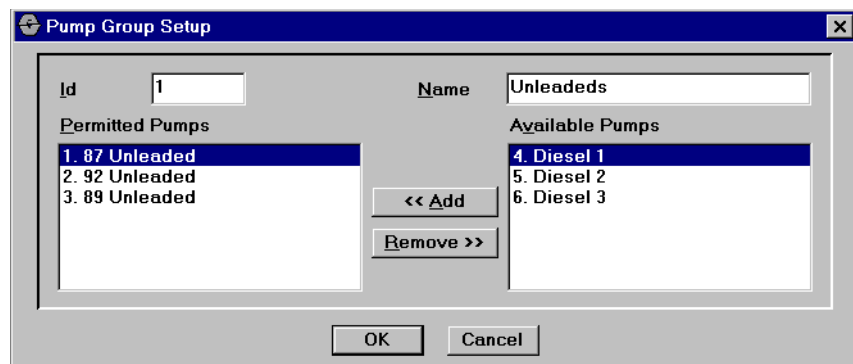 Pump Group Setup
Id 1 Name Unleadeds
Permitted Pumps Available Pumps
1. 87 Unleaded 4. Diesel 1
2. 92 Unleaded 5. Diesel 2
3. 89 Unleaded 6. Diesel 3
<< Add
Remove >>
OK Cancel